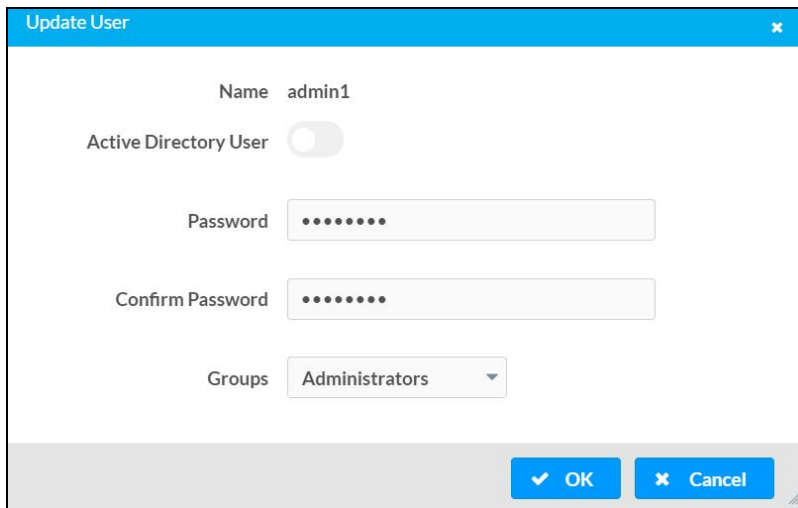 Update User
Name admin1
Active Directory User
Password ••••••••
Confirm Password ••••••••
Groups Administrators
OK Cancel